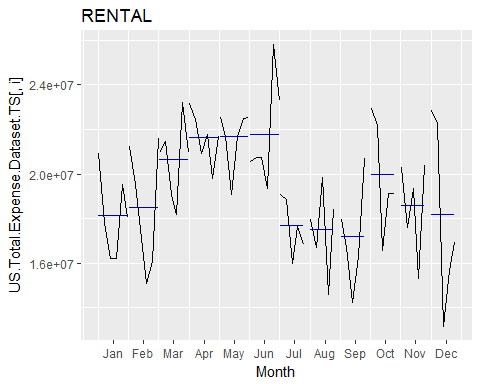 RENTAL
US.Total.Expense.Dataset.TS[, i]
2.4e+07
2.0e+07
1.6e+07
Jan Feb Mar Apr May Jun Jul Aug Sep Oct Nov Dec
Month